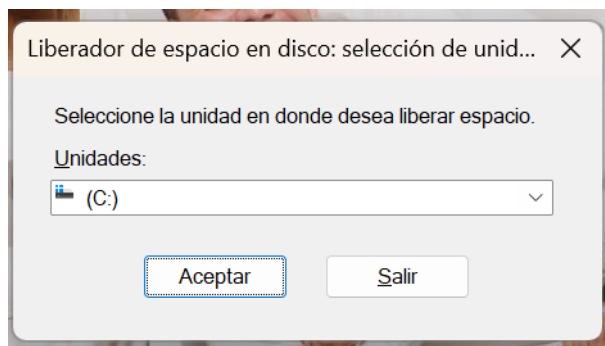 Liberador de espacio en disco: selección de unid...
Seleccione la unidad en donde desea liberar espacio.
Unidades:
(C:)
Aceptar
Salir